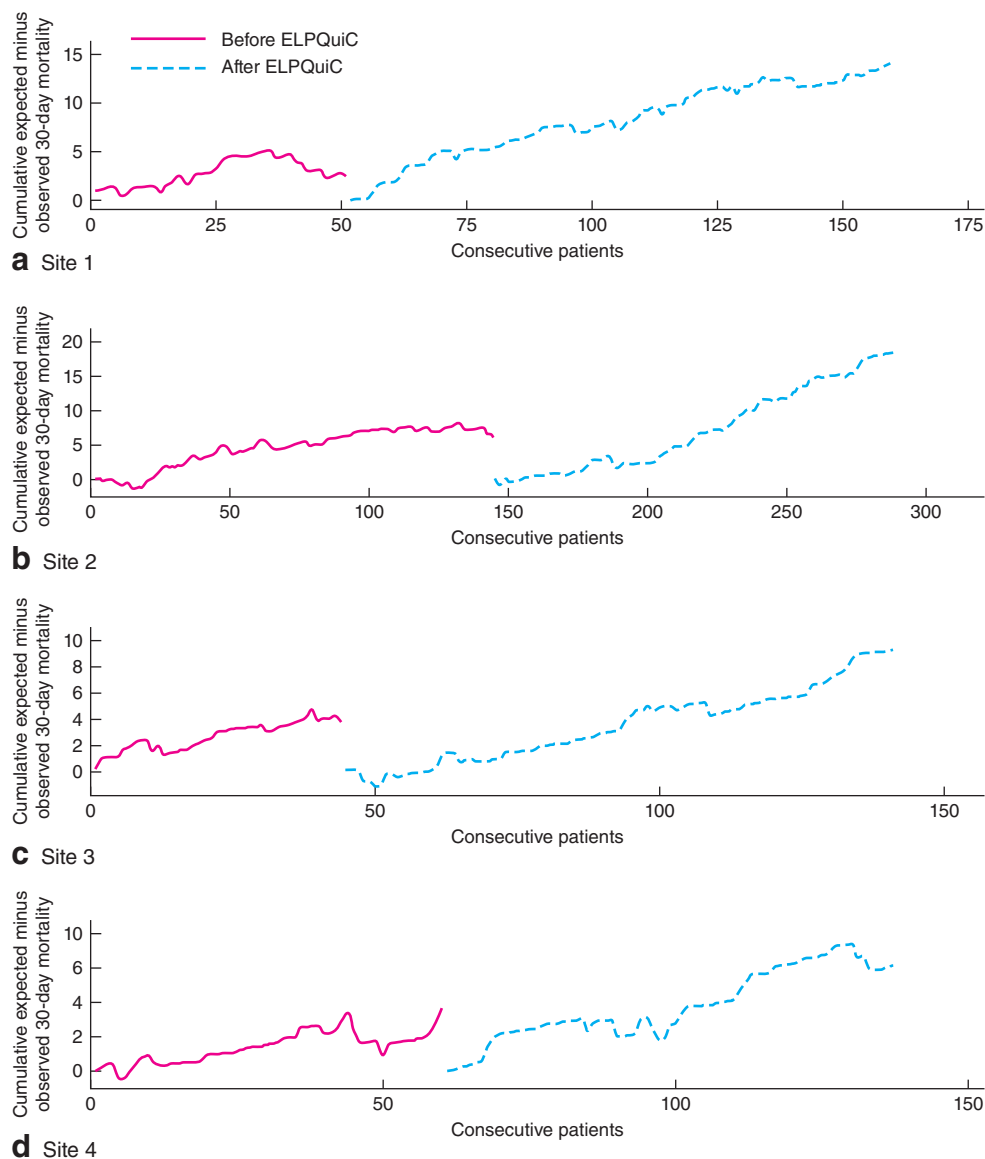 Before ELPQuiC
After ELPQuiC
Cumulative expected minus
observed 30-day mortality
15
10
5
0
0 25 50 75 100 125 150 175
Consecutive patients
a Site 1
Cumulative expected minus
observed 30-day mortality
20
15
10
5
0
0 50 100 150 200 250 300
Consecutive patients
b Site 2
Cumulative expected minus
observed 30-day mortality
10
8
6
4
2
0
0 50 100 150
Consecutive patients
c Site 3
Cumulative expected minus
observed 30-day mortality
10
6
4
2
0
0 50 100 150
Consecutive patients
d Site 4